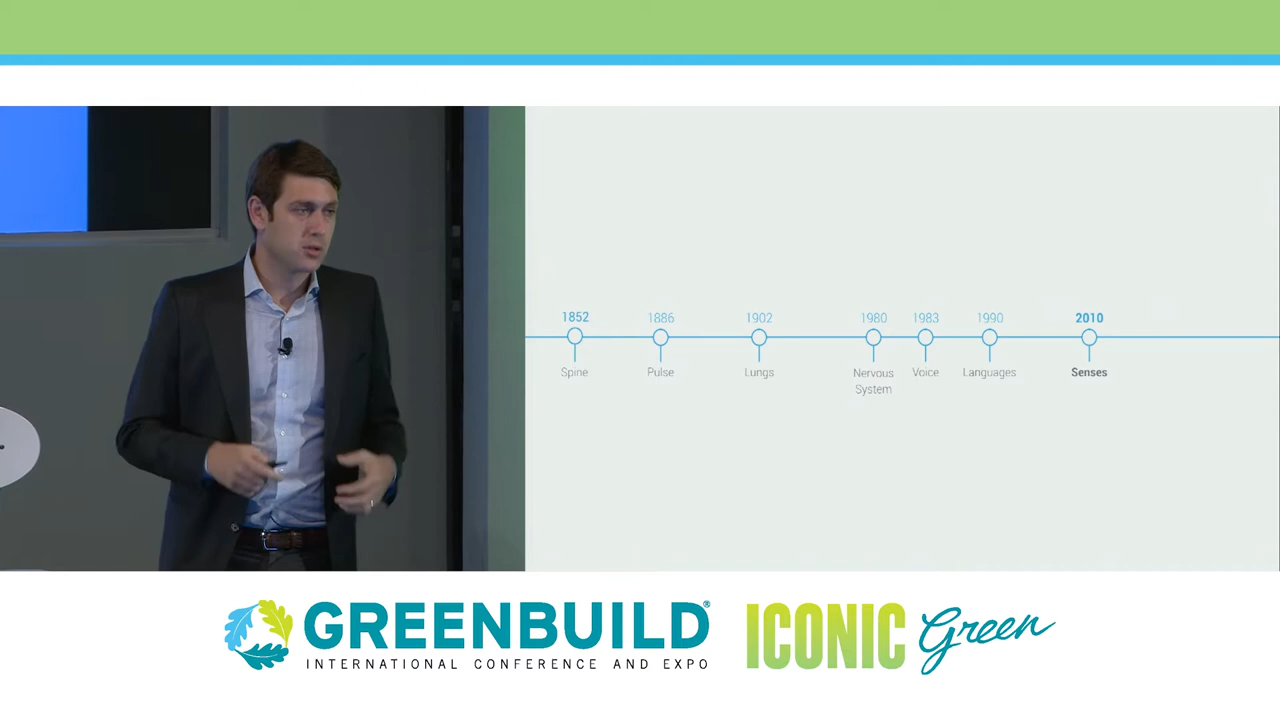 1852 1886 1902 1980 1983 1990 2010
Spine Pulse Lungs Nervous System Voice Languages Senses
GREENBUILD®
INTERNATIONAL CONFERENCE AND EXPO
ICONIC Green